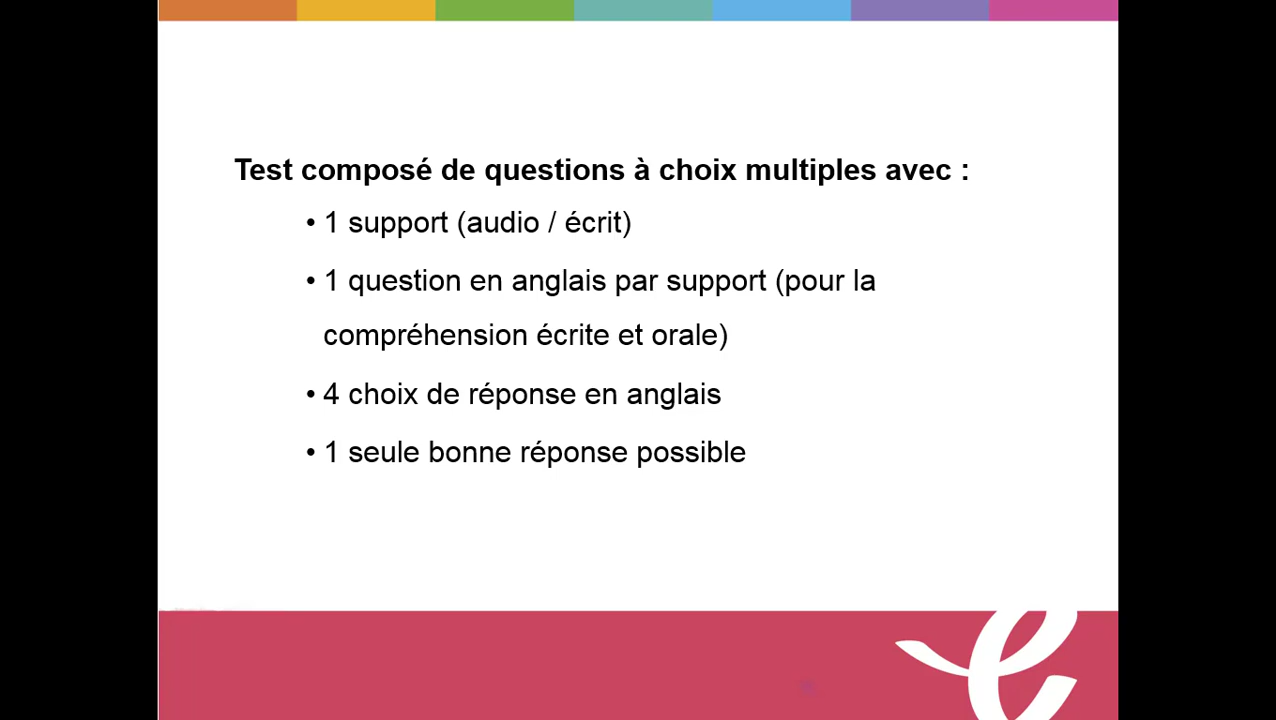 Test composé de questions à choix multiples avec :
• 1 support (audio / écrit)
• 1 question en anglais par support (pour la
compréhension écrite et orale)
• 4 choix de réponse en anglais
• 1 seule bonne réponse possible